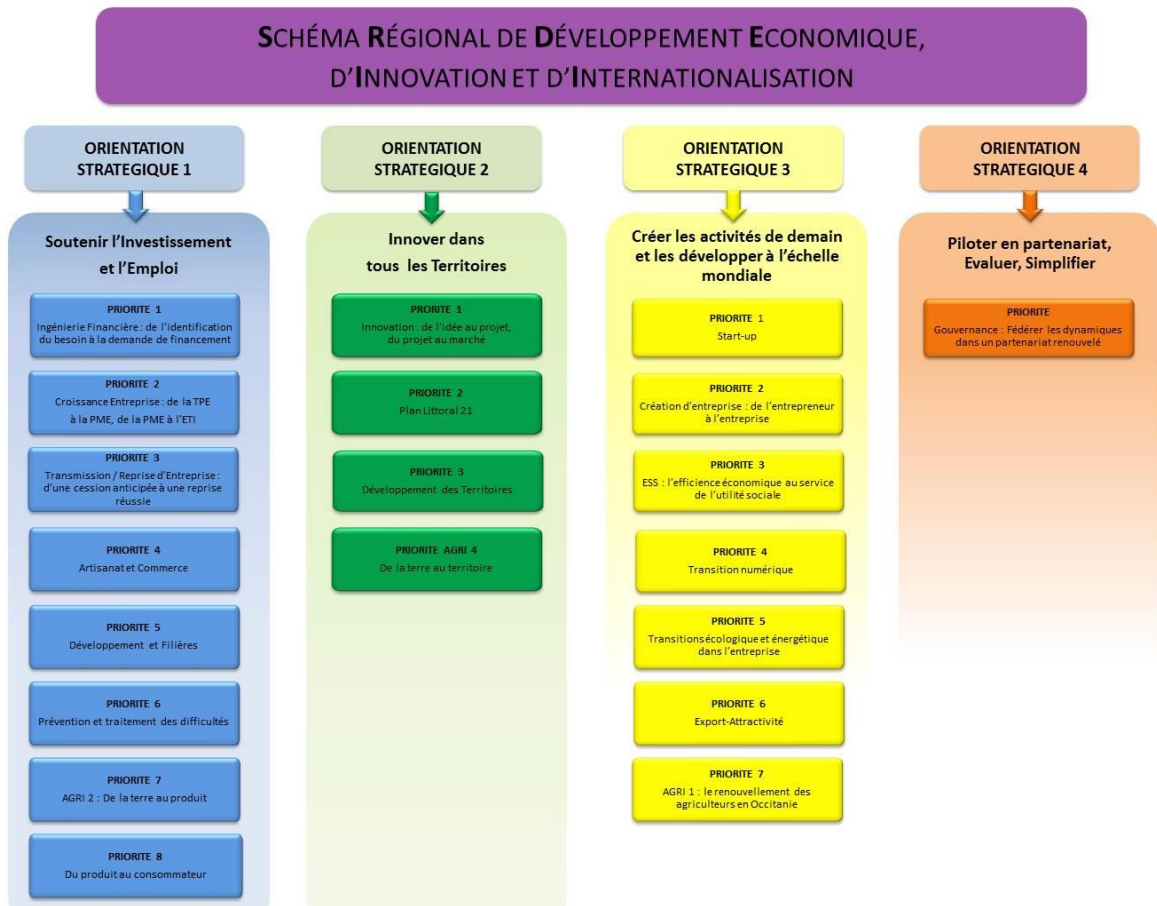 SCHÉMA RÉGIONAL DE DÉVELOPPEMENT ECONOMIQUE,
D'INNOVATION ET D'INTERNATIONALISATION
ORIENTATION
STRATEGIQUE 1
Soutenir l'Investissement
et l'Emploi
PRIORITE 1
Ingénierie Financière : de l'identification
du besoin à la demande de financement
PRIORITE 2
Croissance Entreprise : de la TPE
à la PME, de la PME à l'ETI
PRIORITE 3
Transmission / Reprise d'Entreprise :
d'une cession anticipée à une reprise
réussie
PRIORITE 4
Artisanat et Commerce
PRIORITE 5
Développement et Filières
PRIORITE 6
Prévention et traitement des difficultés
PRIORITE 7
AGRI 2 : De la terre au produit
PRIORITE 8
Du produit au consommateur
ORIENTATION
STRATEGIQUE 2
Innover dans
tous les Territoires
PRIORITE 1
Innovation : de l'idée au projet,
du projet au marché
PRIORITE 2
Plan Littoral 21
PRIORITE 3
Développement des Territoires
PRIORITE AGRI 4
De la terre au territoire
ORIENTATION
STRATEGIQUE 3
Créer les activités de demain
et les développer à l'échelle
mondiale
PRIORITE 1
Start-up
PRIORITE 2
Création d'entreprise : de l'entrepreneur
à l'entreprise
PRIORITE 3
ESS : l'efficience économique au service
de l'utilité sociale
PRIORITE 4
Transition numérique
PRIORITE 5
Transitions écologique et énergétique
dans l'entreprise
PRIORITE 6
Export-Attractivité
PRIORITE 7
AGRI 1 : le renouvellement des
agriculteurs en Occitanie
ORIENTATION
STRATEGIQUE 4
Piloter en partenariat,
Evaluer, Simplifier
PRIORITE
Gouvernance : Fédérer les dynamiques
dans un partenariat renouvelé